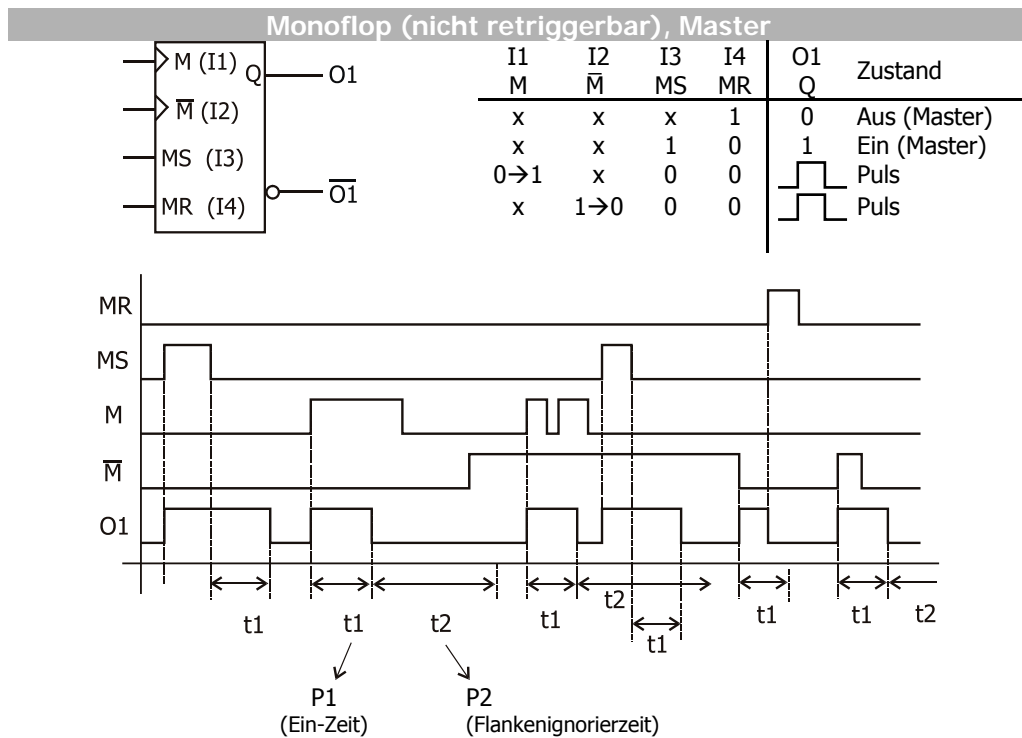 Monoflop (nicht retriggerbar), Master
M (I1) Q O1
M̅ (I2)
MS (I3)
MR (I4) O̅1̅
I1 I2 I3 I4 O1 Zustand
M M̅ MS MR Q
x x x 1 0 Aus (Master)
x x 1 0 1 Ein (Master)
0→1 x 0 0 Puls
x 1→0 0 0 Puls
MR
MS
M
M̅
O1
t1 t1 t2 t1 t2 t1 t1 t1 t2
P1 P2
(Ein-Zeit) (Flankenignorierzeit)